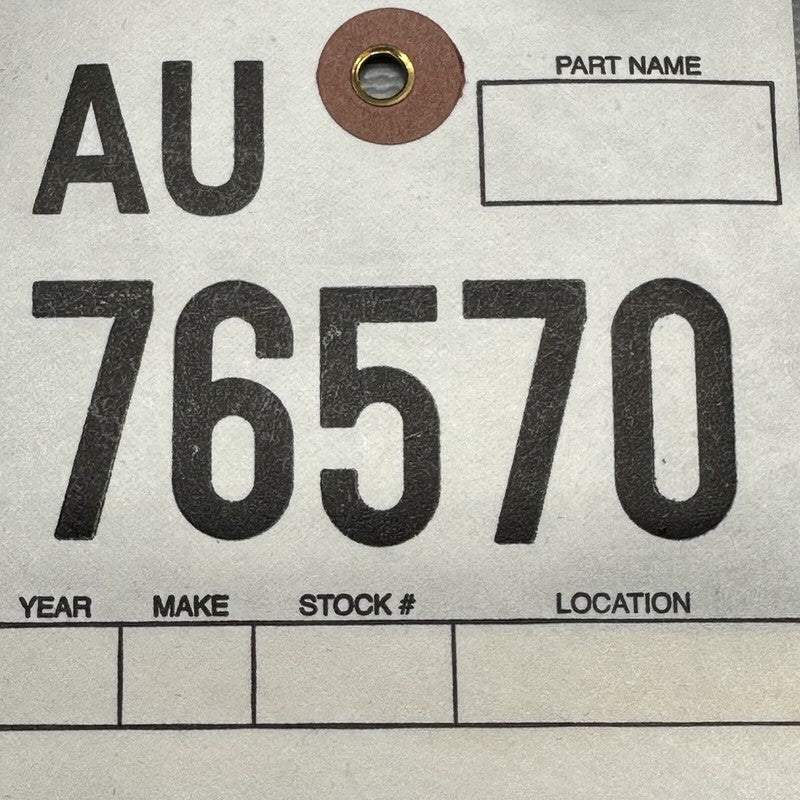 AU
PART NAME
76570
YEAR MAKE STOCK # LOCATION